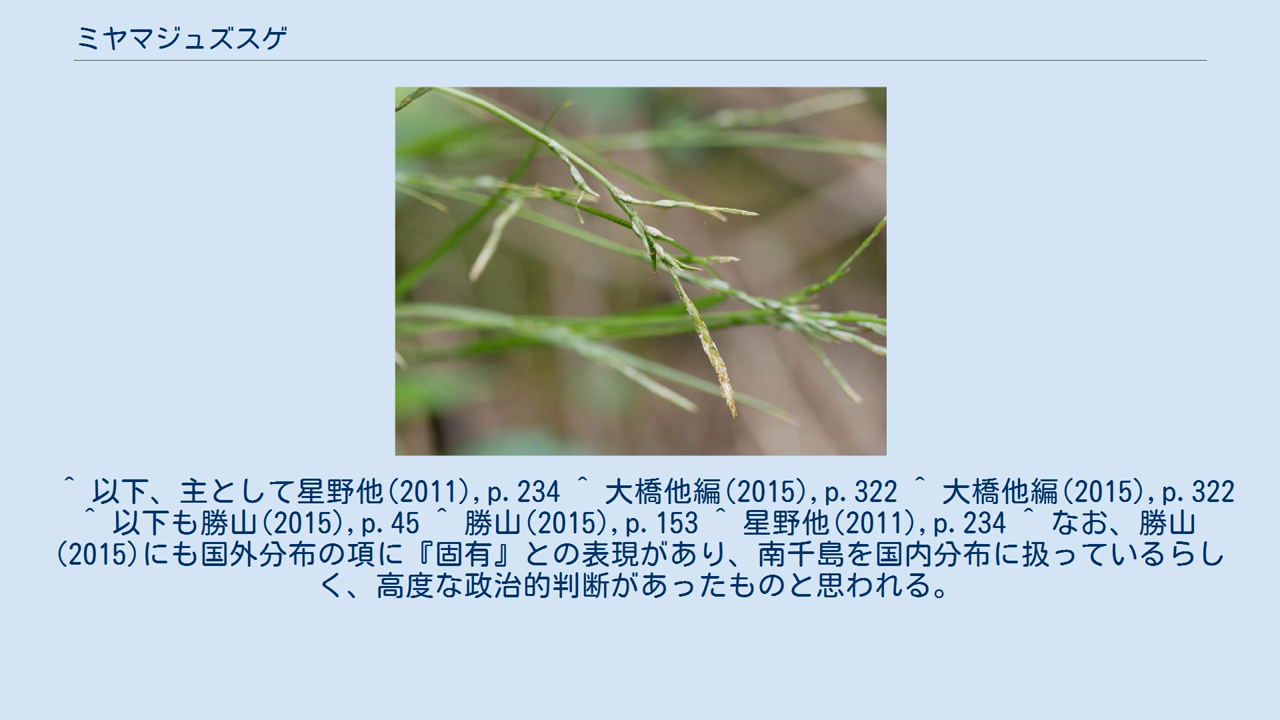 ミヤマジュズスゲ
^ 以下、主として星野他(2011),p.234 ^ 大橋他編(2015),p.322 ^ 大橋他編(2015),p.322
^ 以下も勝山(2015),p.45 ^ 勝山(2015),p.153 ^ 星野他(2011),p.234 ^ なお、勝山
(2015)にも国外分布の項に『固有』との表現があり、南千島を国内分布に扱っているらし
く、高度な政治的判断があったものと思われる。